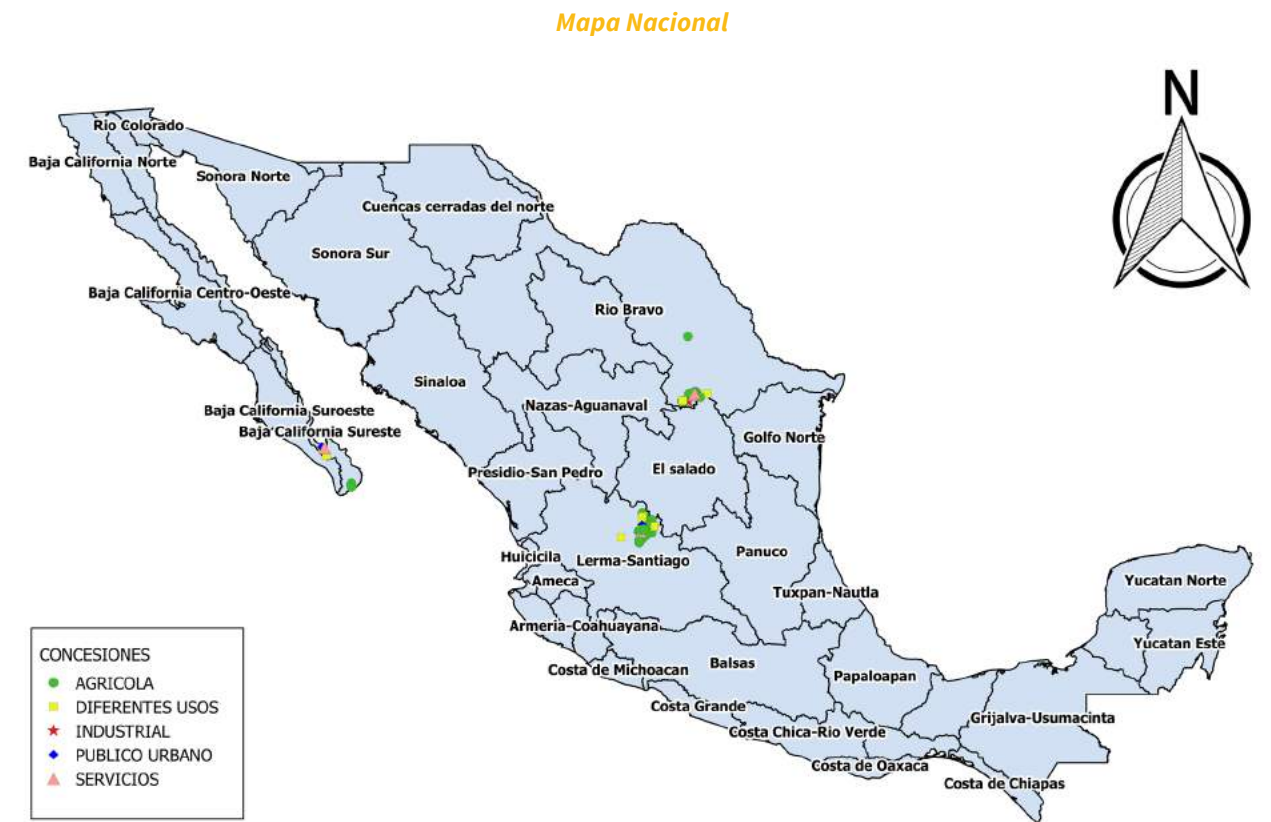 Mapa Nacional
N
Rio Colorado
Baja California Norte
Sonora Norte
Cuencas cerradas del norte
Sonora Sur
Baja California Centro-Oeste
Rio Bravo
Sinaloa
Nazas-Aguanaval
Baja California Suroeste
Baja California Sureste
Golfo Norte
El salado
Presidio-San Pedro
Huicicila
Lerma-Santiago
Panuco
Ameca
Yucatan Norte
Tuxpan-Nautla
Armeria-Coahuayana
Yucatan Este
Costa de Michoacan
Balsas
Papaloapan
Costa Grande
Grijalva-Usumacinta
Costa Chica-Rio Verde
Costa de Oaxaca
Costa de Chiapas
CONCESIONES
AGRICOLA
DIFERENTES USOS
INDUSTRIAL
PUBLICO URBANO
SERVICIOS